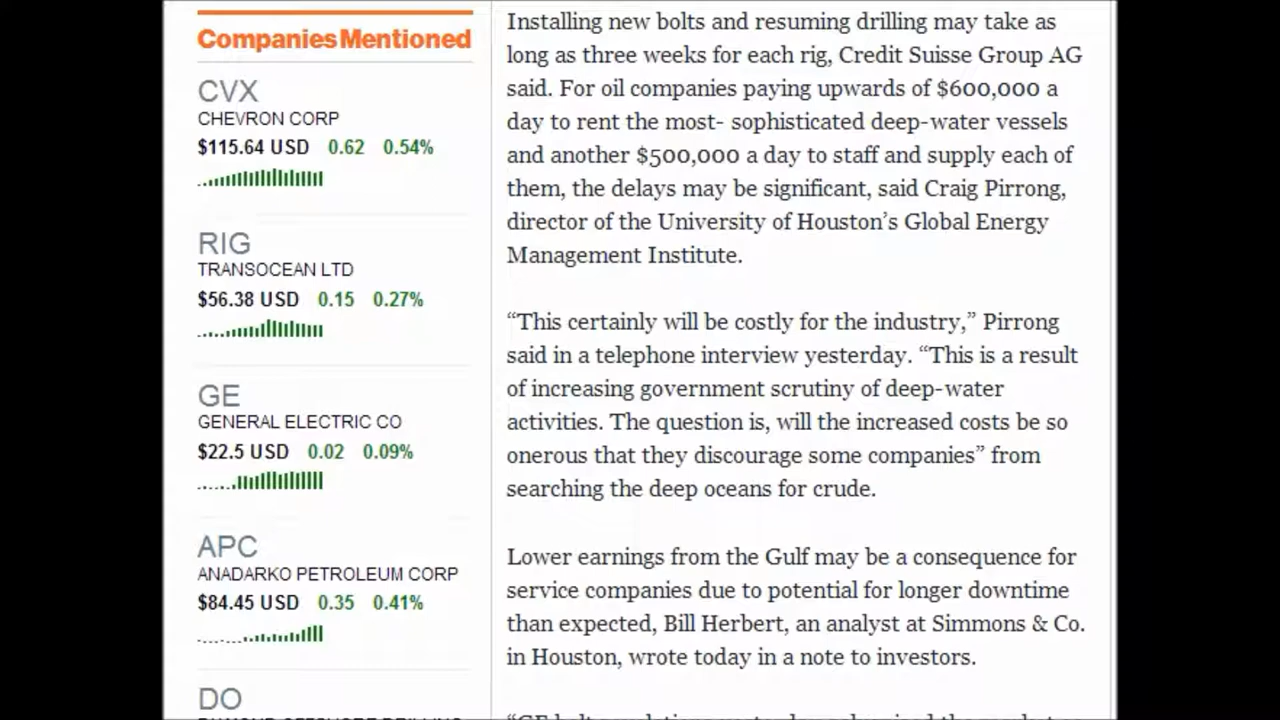 Companies Mentioned
CVX
CHEVRON CORP
$115.64 USD 0.62 0.54%
RIG
TRANSOCEAN LTD
$56.38 USD 0.15 0.27%
GE
GENERAL ELECTRIC CO
$22.5 USD 0.02 0.09%
APC
ANADARKO PETROLEUM CORP
$84.45 USD 0.35 0.41%
DO
Installing new bolts and resuming drilling may take as
long as three weeks for each rig, Credit Suisse Group AG
said. For oil companies paying upwards of $600,000 a
day to rent the most- sophisticated deep-water vessels
and another $500,000 a day to staff and supply each of
them, the delays may be significant, said Craig Pirrong,
director of the University of Houston’s Global Energy
Management Institute.
“This certainly will be costly for the industry,” Pirrong
said in a telephone interview yesterday. “This is a result
of increasing government scrutiny of deep-water
activities. The question is, will the increased costs be so
onerous that they discourage some companies” from
searching the deep oceans for crude.
Lower earnings from the Gulf may be a consequence for
service companies due to potential for longer downtime
than expected, Bill Herbert, an analyst at Simmons & Co.
in Houston, wrote today in a note to investors.